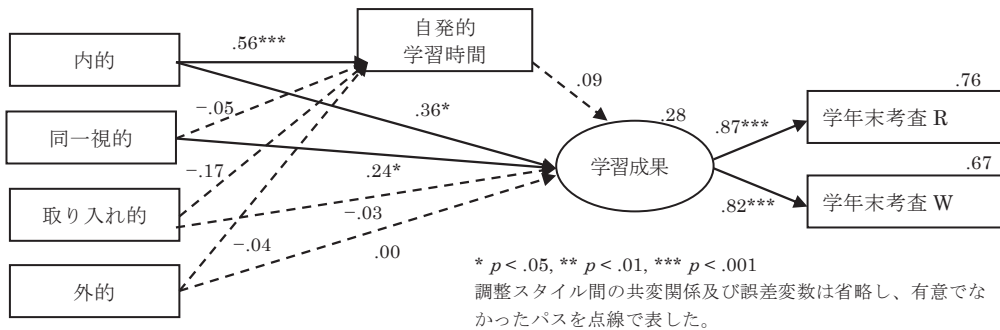 自発的
学習時間
内的
.56***
.09
.76
−.05
.36*
.28
.87***
学年末考査 R
同一視的
学習成果
−.17
.24*
.67
取り入れ的
−.03
.82***
学年末考査 W
−.04
.00
外的
* p < .05, ** p < .01, *** p < .001
調整スタイル間の共変関係及び誤差変数は省略し、有意でな
かったパスを点線で表した。